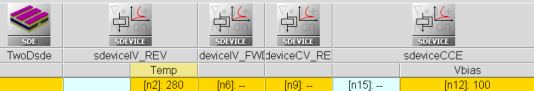 SDE SDEVICE SDEVICE SDEVICE SDEVICE
TwoDsde sdeviceIV_REV deviceIV_FW deviceCV_RE sdeviceCCE
Temp Vbias
[n2]: 280 [n6]: -- [n9]: -- [n15]: -- [n12]: 100